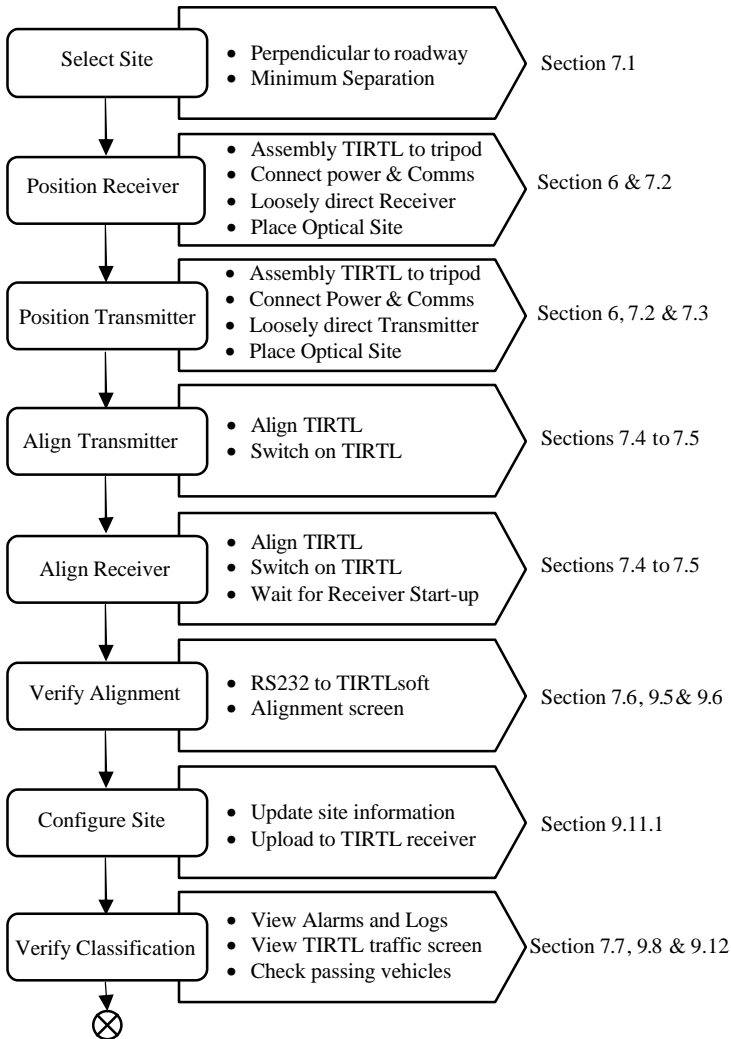 Select Site
• Perpendicular to roadway
• Minimum Separation
Section 7.1
Position Receiver
• Assembly TIRTL to tripod
• Connect power & Comms
• Loosely direct Receiver
• Place Optical Site
Section 6 & 7.2
Position Transmitter
• Assembly TIRTL to tripod
• Connect Power & Comms
• Loosely direct Transmitter
• Place Optical Site
Section 6, 7.2 & 7.3
Align Transmitter
• Align TIRTL
• Switch on TIRTL
Sections 7.4 to 7.5
Align Receiver
• Align TIRTL
• Switch on TIRTL
• Wait for Receiver Start-up
Sections 7.4 to 7.5
Verify Alignment
• RS232 to TIRTLsoft
• Alignment screen
Section 7.6, 9.5 & 9.6
Configure Site
• Update site information
• Upload to TIRTL receiver
Section 9.11.1
Verify Classification
• View Alarms and Logs
• View TIRTL traffic screen
• Check passing vehicles
Section 7.7, 9.8 & 9.12